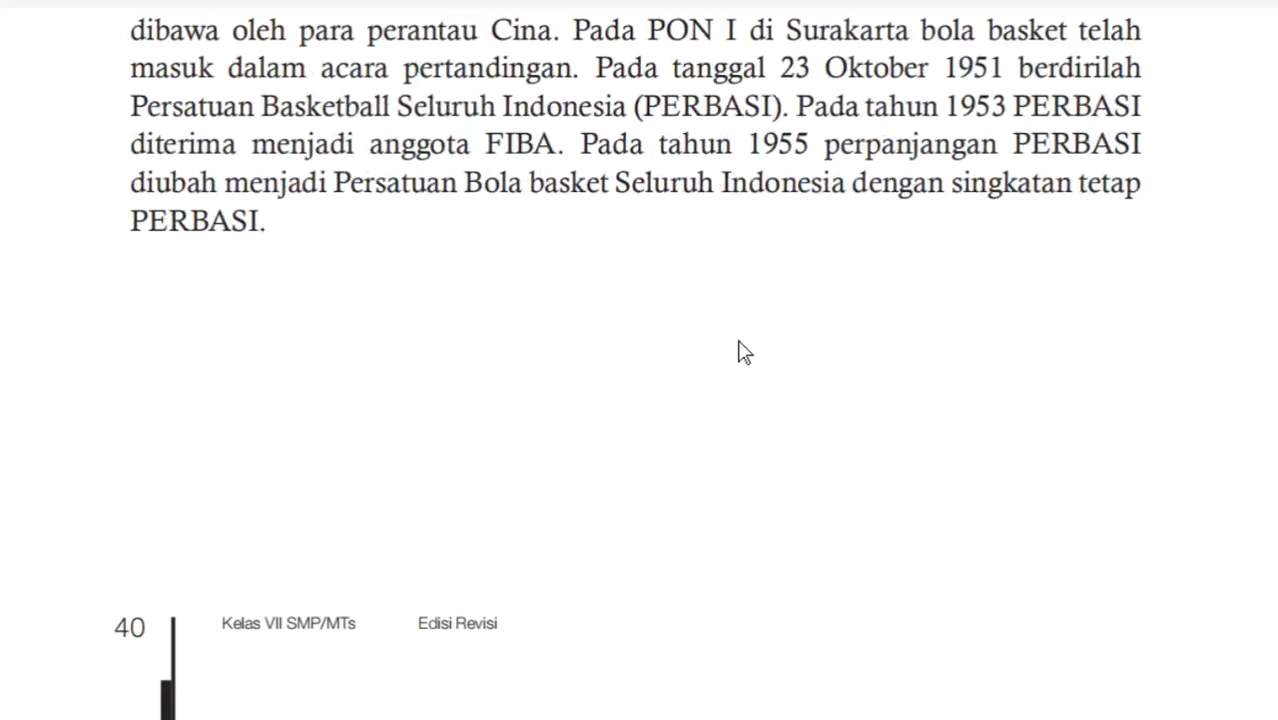 dibawa oleh para perantau Cina. Pada PON I di Surakarta bola basket telah
masuk dalam acara pertandingan. Pada tanggal 23 Oktober 1951 berdirilah
Persatuan Basketball Seluruh Indonesia (PERBASI). Pada tahun 1953 PERBASI
diterima menjadi anggota FIBA. Pada tahun 1955 perpanjangan PERBASI
diubah menjadi Persatuan Bola basket Seluruh Indonesia dengan singkatan tetap
PERBASI.
40 Kelas VII SMP/MTs Edisi Revisi